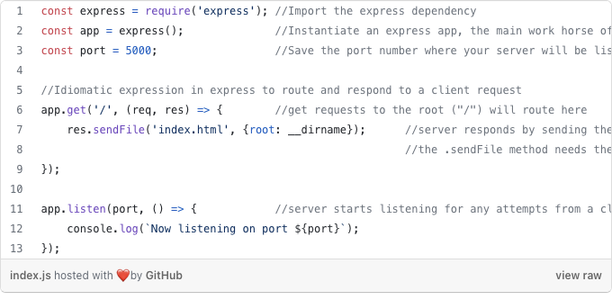 1 const express = require('express'); //Import the express dependency
2 const app = express(); //Instantiate an express app, the main work horse of
3 const port = 5000; //Save the port number where your server will be lis
4
5 //Idiomatic expression in express to route and respond to a client request
6 app.get('/', (req, res) => { //get requests to the root ("/") will route here
7 res.sendFile('index.html', {root: __dirname}); //server responds by sending the
8 //the .sendFile method needs the
9 });
10
11 app.listen(port, () => { //server starts listening for any attempts from a cl
12 console.log(`Now listening on port ${port}`);
13 });
index.js hosted with ❤ by GitHub view raw